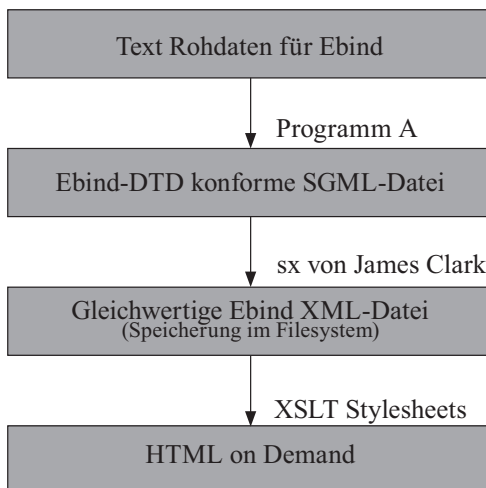 Text Rohdaten für Ebind
Programm A
Ebind-DTD konforme SGML-Datei
sx von James Clark
Gleichwertige Ebind XML-Datei
(Speicherung im Filesystem)
XSLT Stylesheets
HTML on Demand